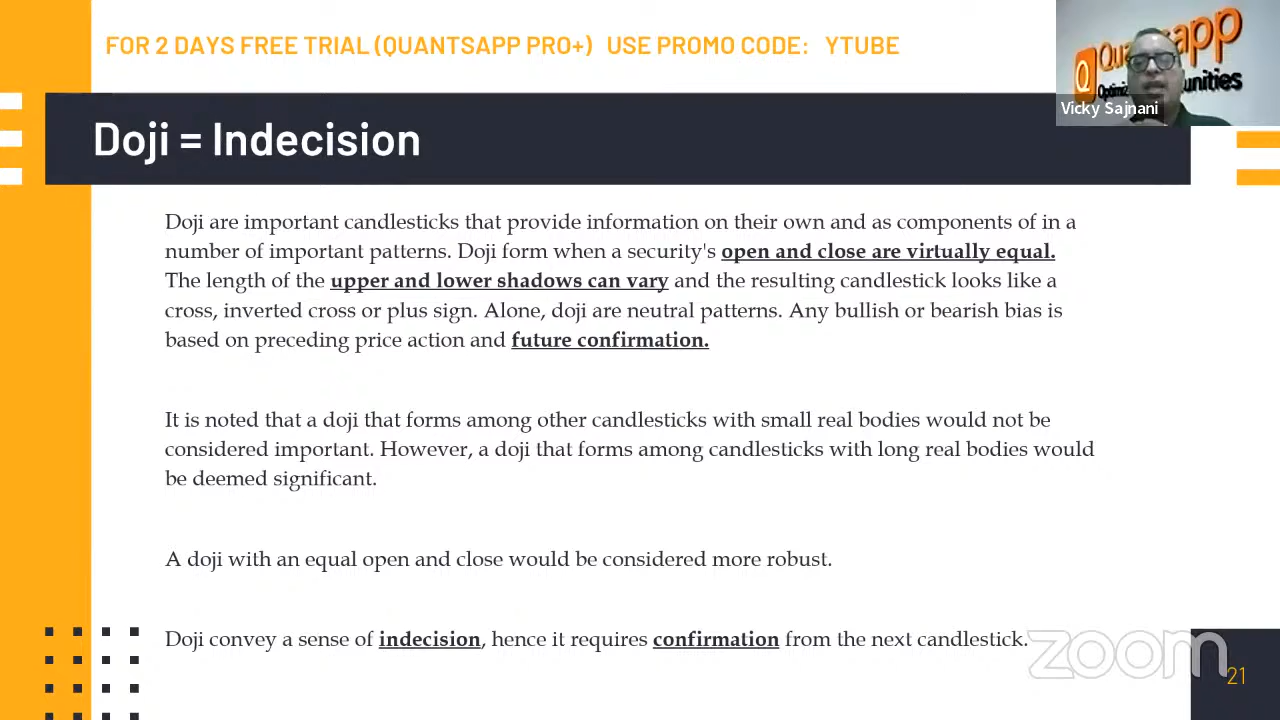 FOR 2 DAYS FREE TRIAL (QUANTSAPP PRO+) USE PROMO CODE: YTUBE
Vicky Sajnani
Doji = Indecision
Doji are important candlesticks that provide information on their own and as components of in a
number of important patterns. Doji form when a security's open and close are virtually equal.
The length of the upper and lower shadows can vary and the resulting candlestick looks like a
cross, inverted cross or plus sign. Alone, doji are neutral patterns. Any bullish or bearish bias is
based on preceding price action and future confirmation.
It is noted that a doji that forms among other candlesticks with small real bodies would not be
considered important. However, a doji that forms among candlesticks with long real bodies would
be deemed significant.
A doji with an equal open and close would be considered more robust.
Doji convey a sense of indecision, hence it requires confirmation from the next candlestick.
zoom
21